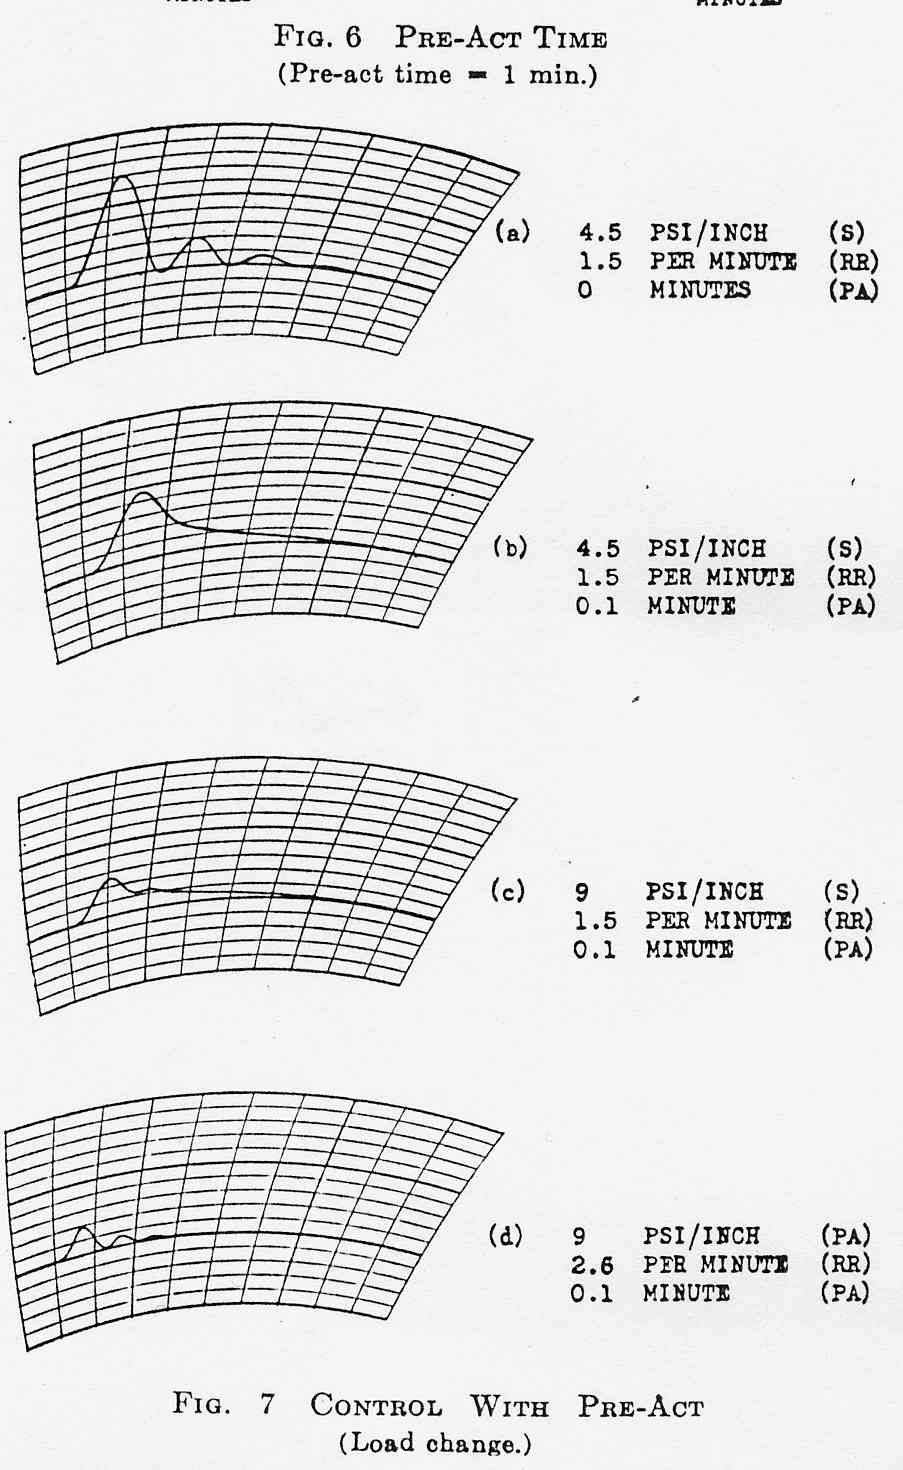 FIG. 6 PRE-ACT TIME
(Pre-act time = 1 min.)
(a) 4.5 PSI/INCH (S)
1.5 PER MINUTE (RR)
0 MINUTES (PA)
(b) 4.5 PSI/INCH (S)
1.5 PER MINUTE (RR)
0.1 MINUTE (PA)
(c) 9 PSI/INCH (S)
1.5 PER MINUTE (RR)
0.1 MINUTE (PA)
(d) 9 PSI/INCH (PA)
2.6 PER MINUTE (RR)
0.1 MINUTE (PA)
FIG. 7 CONTROL WITH PRE-ACT
(Load change.)